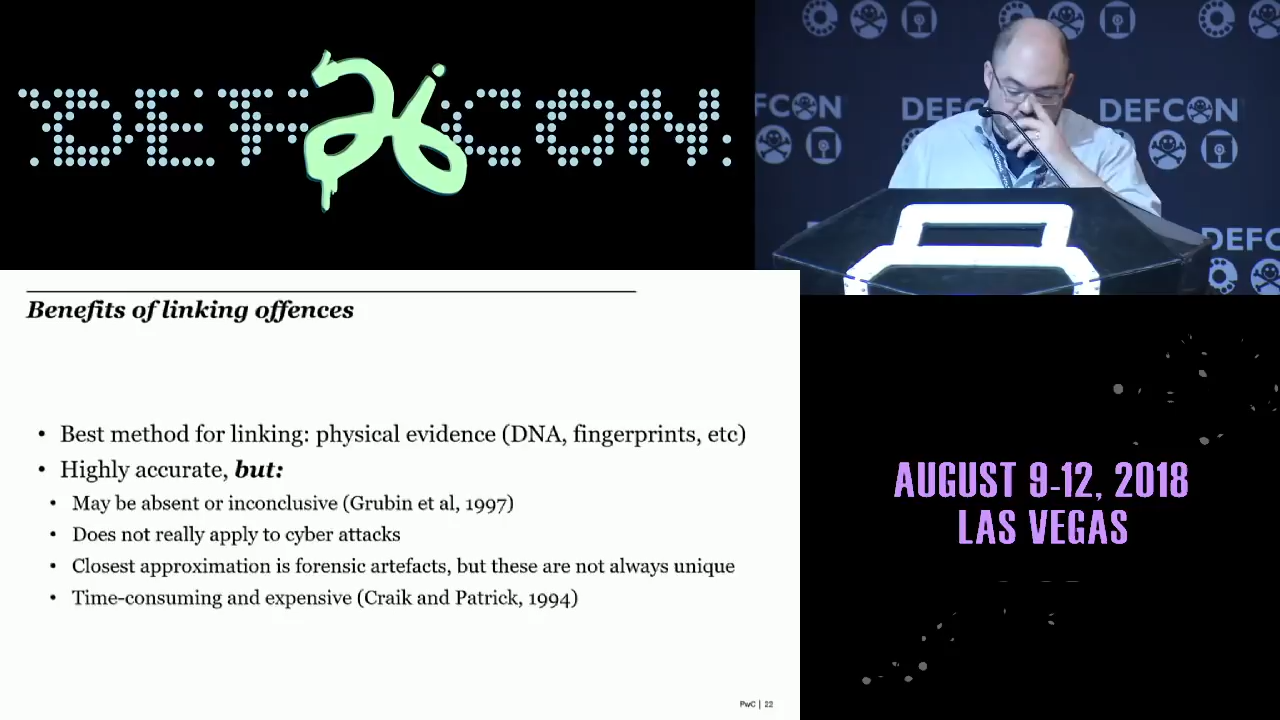 DEFCON
26
DEFCON
DEFCON
DEFCON
DEFC
Benefits of linking offences
• Best method for linking: physical evidence (DNA, fingerprints, etc)
• Highly accurate, but:
• May be absent or inconclusive (Grubin et al, 1997)
• Does not really apply to cyber attacks
• Closest approximation is forensic artefacts, but these are not always unique
• Time-consuming and expensive (Craik and Patrick, 1994)
PwC | 22
AUGUST 9-12, 2018
LAS VEGAS